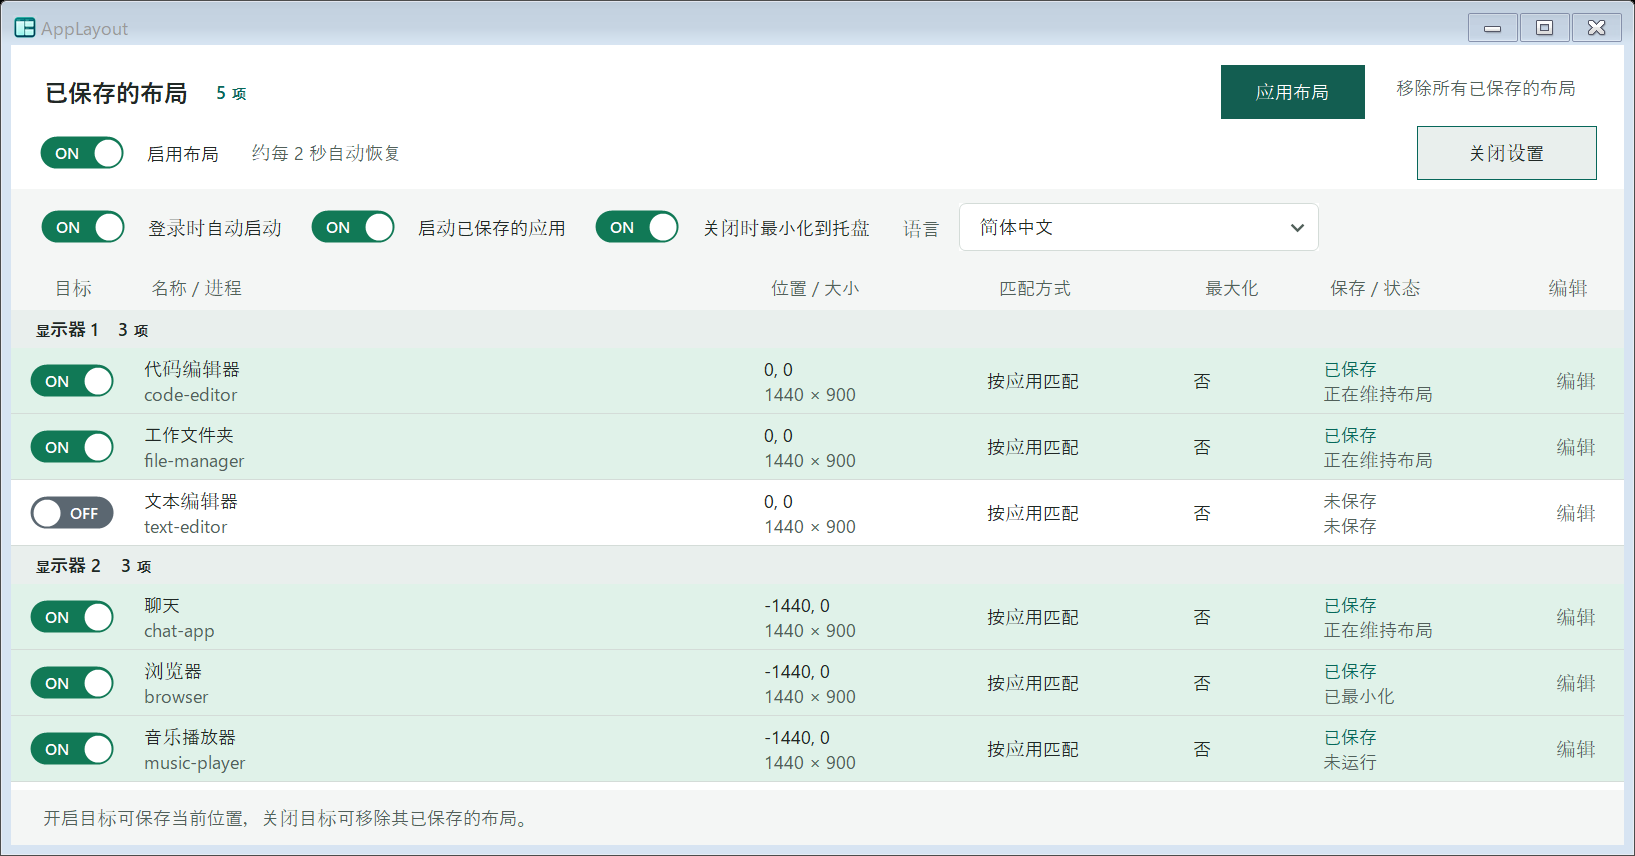 AppLayout
已保存的布局 5 项
应用布局
移除所有已保存的布局
ON 启用布局 约每 2 秒自动恢复
关闭设置
ON 登录时自动启动 ON 启动已保存的应用 ON 关闭时最小化到托盘 语言 简体中文
目标 名称 / 进程 位置 / 大小 匹配方式 最大化 保存 / 状态 编辑
显示器 1 3 项
ON 代码编辑器 0, 0 按应用匹配 否 已保存 编辑
code-editor 1440 × 900 正在维持布局
ON 工作文件夹 0, 0 按应用匹配 否 已保存 编辑
file-manager 1440 × 900 正在维持布局
OFF 文本编辑器 0, 0 按应用匹配 否 未保存 编辑
text-editor 1440 × 900 未保存
显示器 2 3 项
ON 聊天 -1440, 0 按应用匹配 否 已保存 编辑
chat-app 1440 × 900 正在维持布局
ON 浏览器 -1440, 0 按应用匹配 否 已保存 编辑
browser 1440 × 900 已最小化
ON 音乐播放器 -1440, 0 按应用匹配 否 已保存 编辑
music-player 1440 × 900 未运行
开启目标可保存当前位置，关闭目标可移除其已保存的布局。